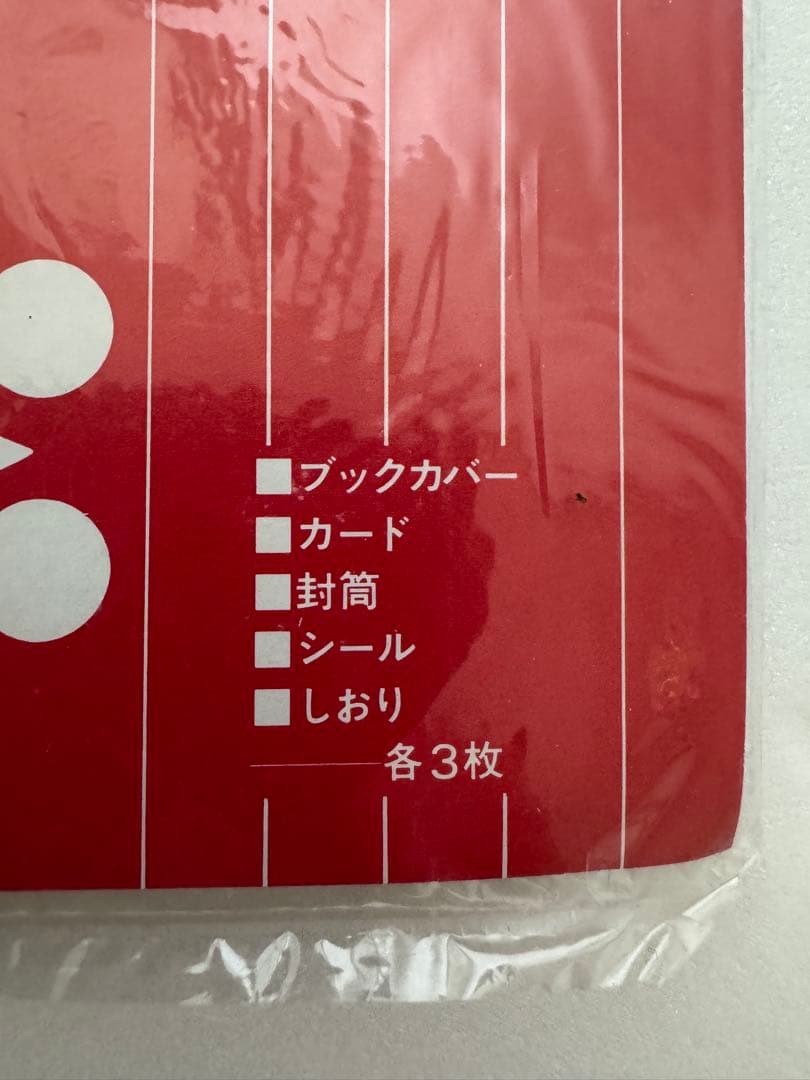 ■ブックカバー
■カード
■封筒
■シール
■しおり
各3枚